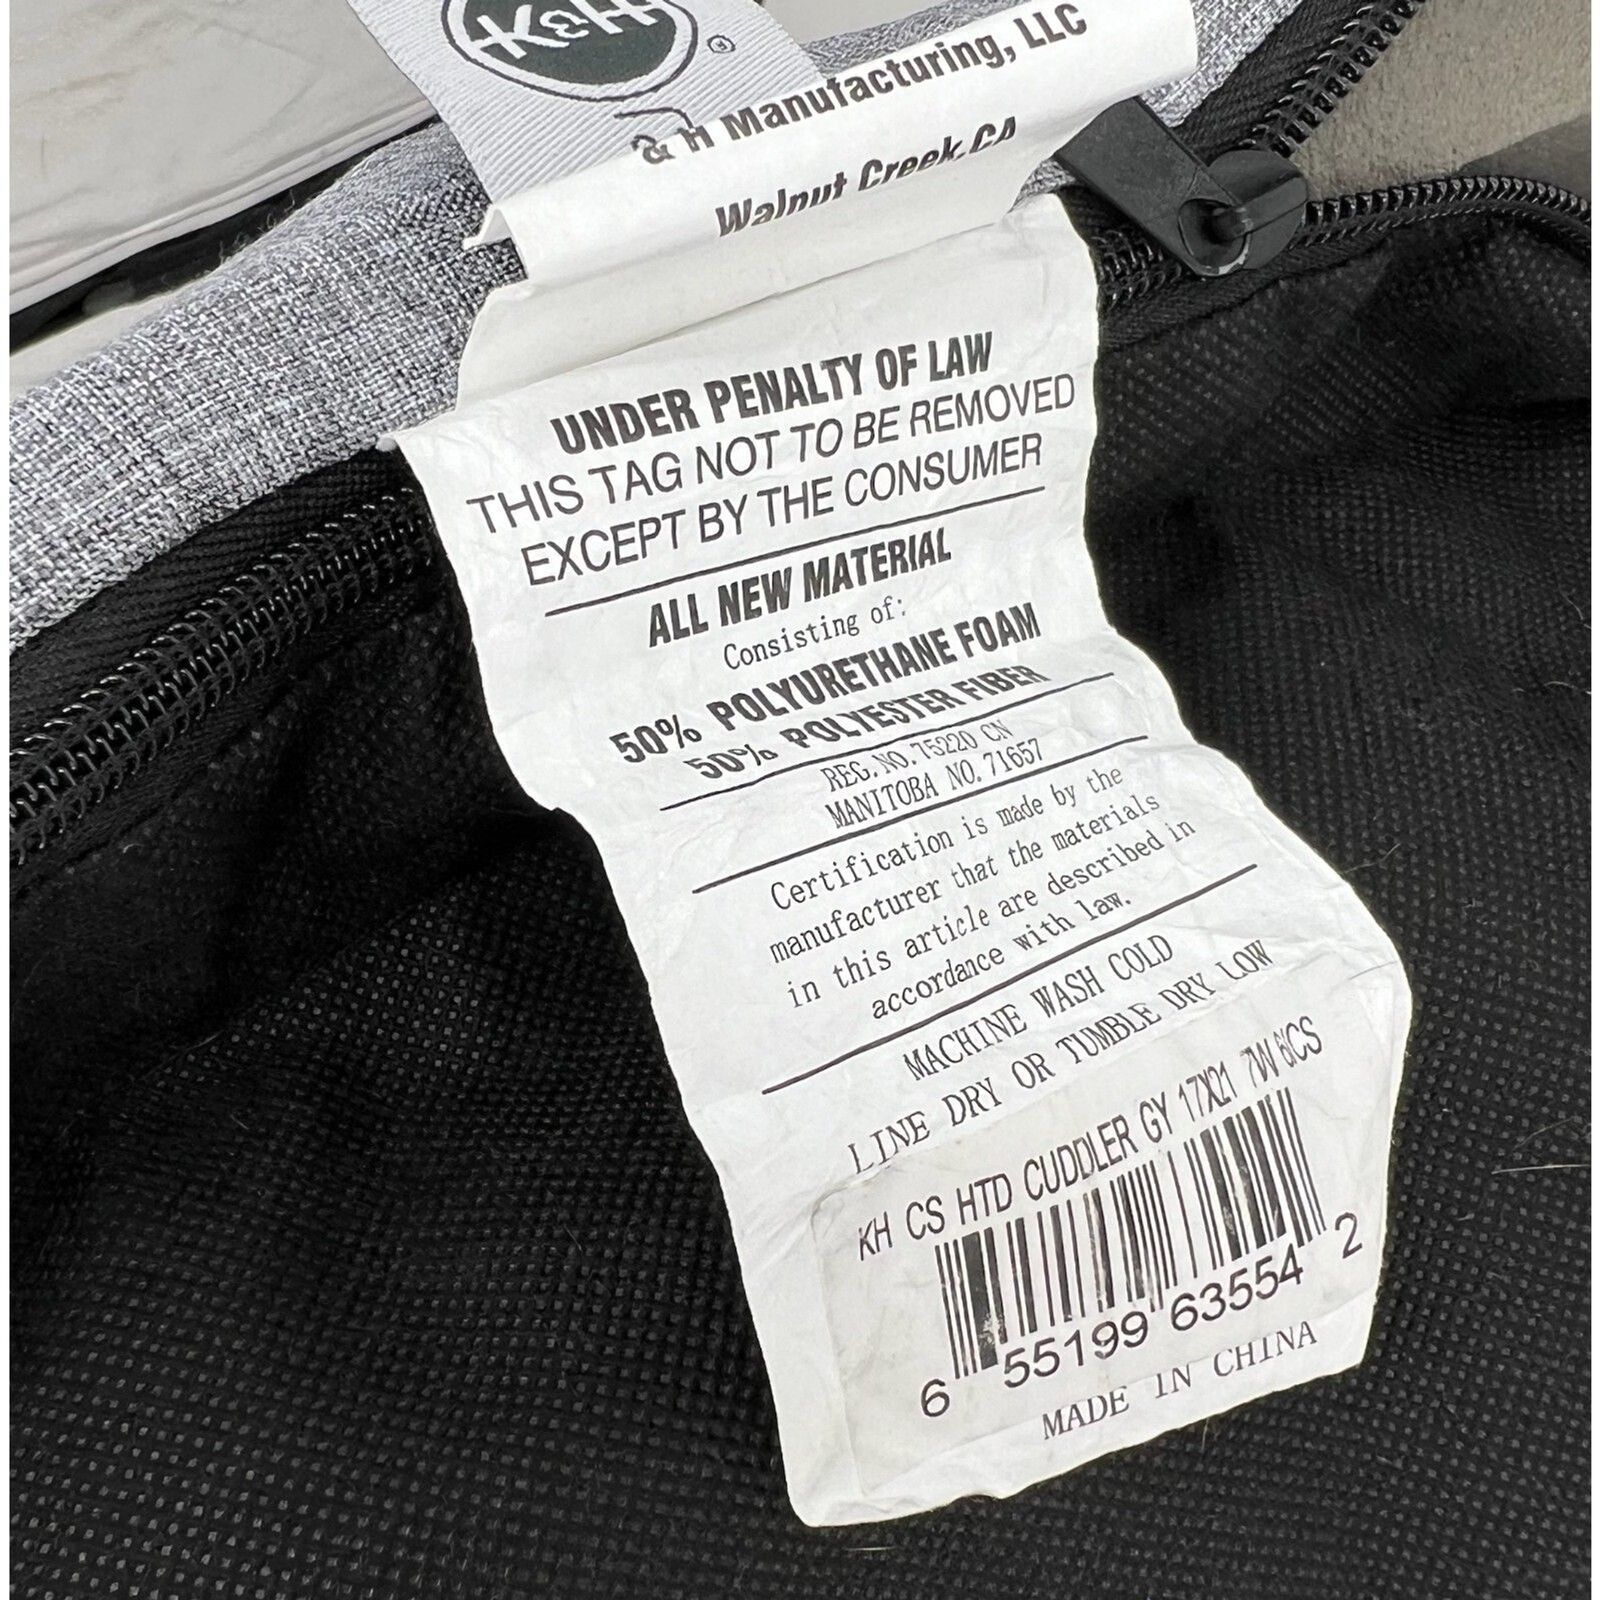 K&H
®
& H Manufacturing, LLC
Walnut Creek, CA
UNDER PENALTY OF LAW
THIS TAG NOT TO BE REMOVED
EXCEPT BY THE CONSUMER
ALL NEW MATERIAL
Consisting of:
50% POLYURETHANE FOAM
50% POLYESTER FIBER
REG. NO. 75220 CN
MANITOBA NO. 71657
Certification is made by the
manufacturer that the materials
in this article are described in
accordance with law.
MACHINE WASH COLD
LINE DRY OR TUMBLE DRY LOW
KH CS HTD CUDDLER GY 17X21 7W 6/CS
6 55199 63554 2
MADE IN CHINA